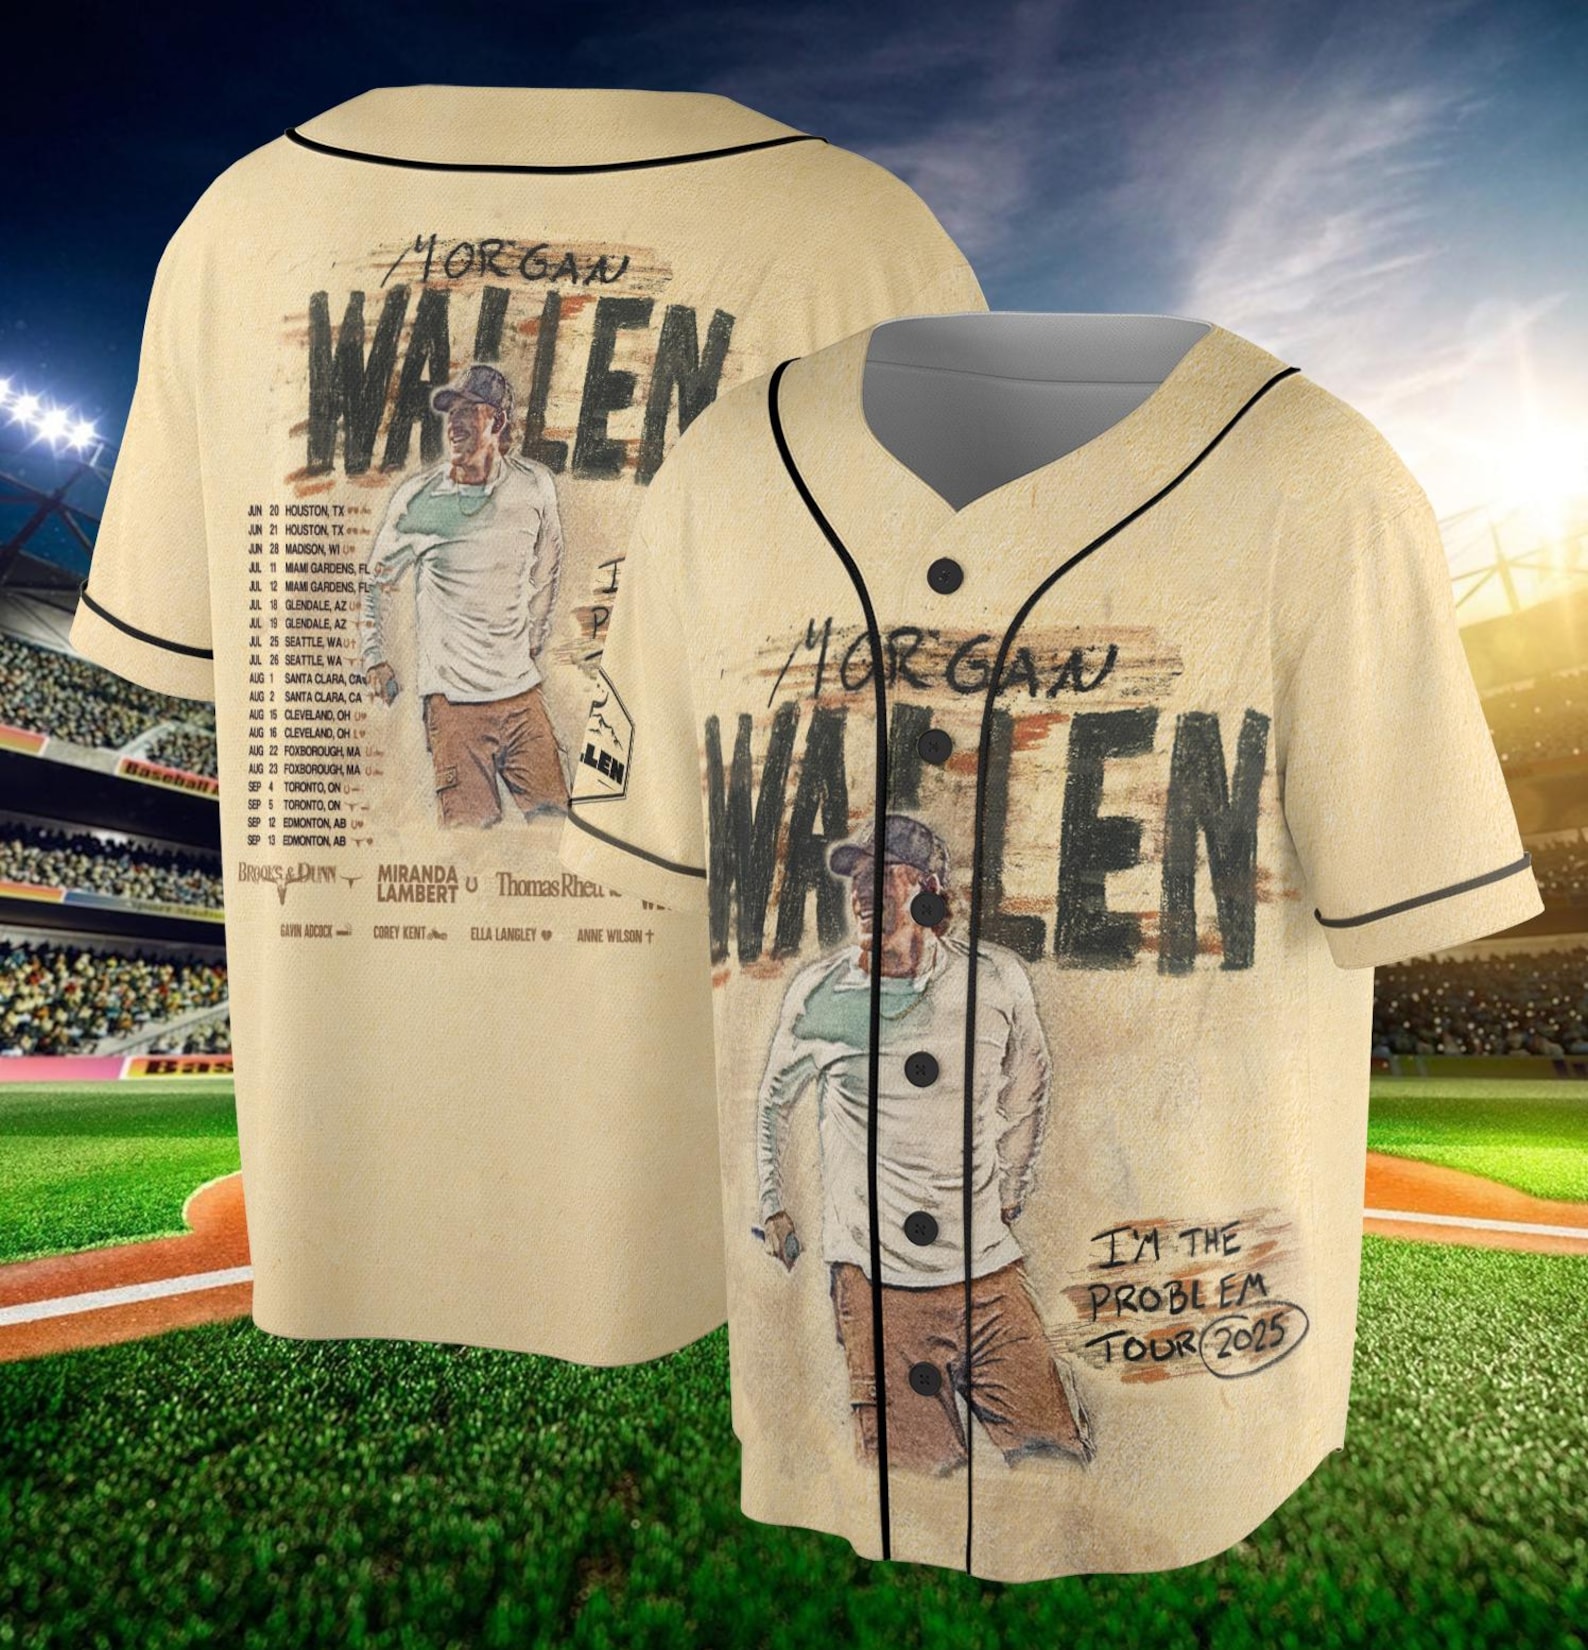 MORGAN
WALLEN
JUN 20 HOUSTON, TX
JUN 21 HOUSTON, TX
JUN 28 MADISON, WI
JUL 11 MIAMI GARDENS, FL
JUL 12 MIAMI GARDENS, FL
JUL 18 GLENDALE, AZ
JUL 19 GLENDALE, AZ
JUL 25 SEATTLE, WA
JUL 26 SEATTLE, WA
AUG 1 SANTA CLARA, CA
AUG 2 SANTA CLARA, CA
AUG 15 CLEVELAND, OH
AUG 16 CLEVELAND, OH
AUG 22 FOXBOROUGH, MA
AUG 23 FOXBOROUGH, MA
SEP 4 TORONTO, ON
SEP 5 TORONTO, ON
SEP 12 EDMONTON, AB
SEP 13 EDMONTON, AB
BROOKS & DUNN MIRANDA LAMBERT Thomas Rhett
GAVIN ADCOCK COREY KENT ELLA LANGLEY ANNE WILSON
LLEN
MORGAN
WALLEN
I'M THE
PROBLEM
TOUR 2025
Baseball
Bas